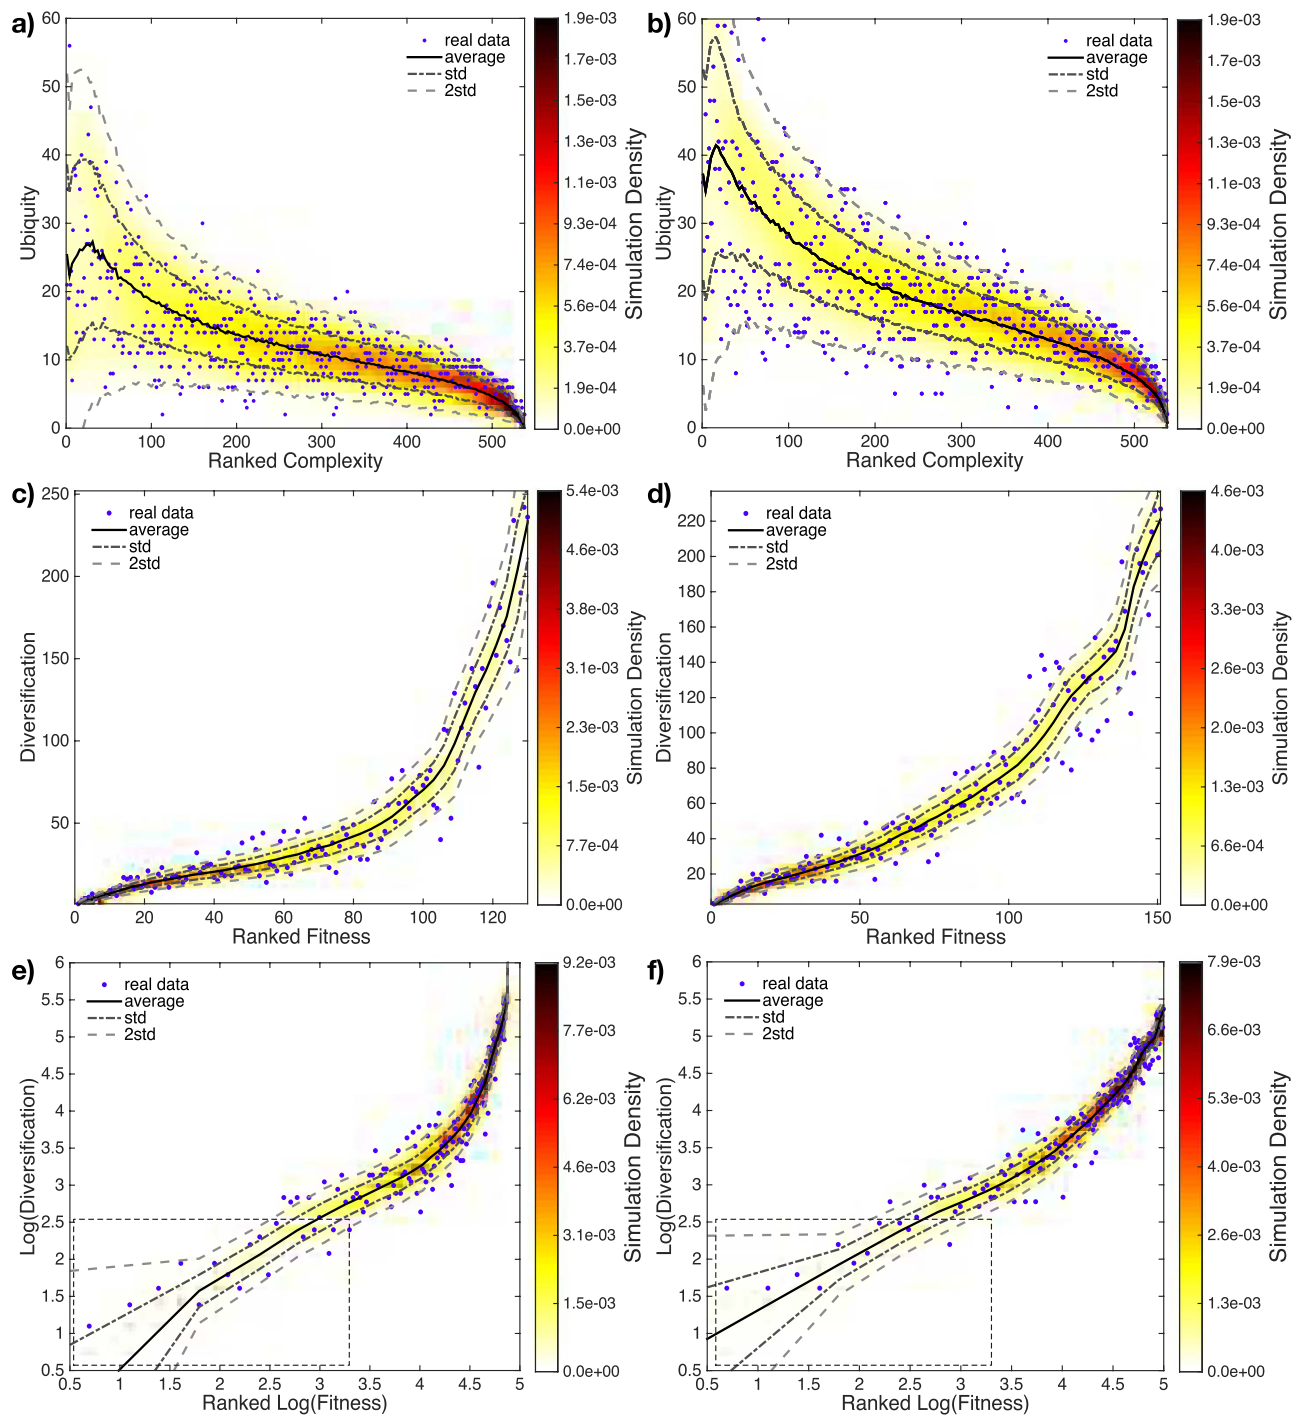 a)
60
50
40
30
20
10
0
Ubiquity
0 100 200 300 400 500
Ranked Complexity
real data
average
std
2std
1.9e-03
1.7e-03
1.5e-03
1.3e-03
1.1e-03
9.3e-04
7.4e-04
5.6e-04
3.7e-04
1.9e-04
0.0e+00
Simulation Density
b)
60
50
40
30
20
10
0
Ubiquity
0 100 200 300 400 500
Ranked Complexity
real data
average
std
2std
1.9e-03
1.7e-03
1.5e-03
1.3e-03
1.1e-03
9.3e-04
7.4e-04
5.6e-04
3.7e-04
1.9e-04
0.0e+00
Simulation Density
c)
250
200
150
100
50
Diversification
0 20 40 60 80 100 120
Ranked Fitness
real data
average
std
2std
5.4e-03
4.6e-03
3.8e-03
3.1e-03
2.3e-03
1.5e-03
7.7e-04
0.0e+00
Simulation Density
d)
220
200
180
160
140
120
100
80
60
40
20
Diversification
0 50 100 150
Ranked Fitness
real data
average
std
2std
4.6e-03
4.0e-03
3.3e-03
2.6e-03
2.0e-03
1.3e-03
6.6e-04
0.0e+00
Simulation Density
e)
6
5.5
5
4.5
4
3.5
3
2.5
2
1.5
1
0.5
Log(Diversification)
0.5 1 1.5 2 2.5 3 3.5 4 4.5 5
Ranked Log(Fitness)
real data
average
std
2std
9.2e-03
7.7e-03
6.2e-03
4.6e-03
3.1e-03
1.5e-03
0.0e+00
Simulation Density
f)
6
5.5
5
4.5
4
3.5
3
2.5
2
1.5
1
0.5
Log(Diversification)
0.5 1 1.5 2 2.5 3 3.5 4 4.5 5
Ranked Log(Fitness)
real data
average
std
2std
7.9e-03
6.6e-03
5.3e-03
4.0e-03
2.6e-03
1.3e-03
0.0e+00
Simulation Density